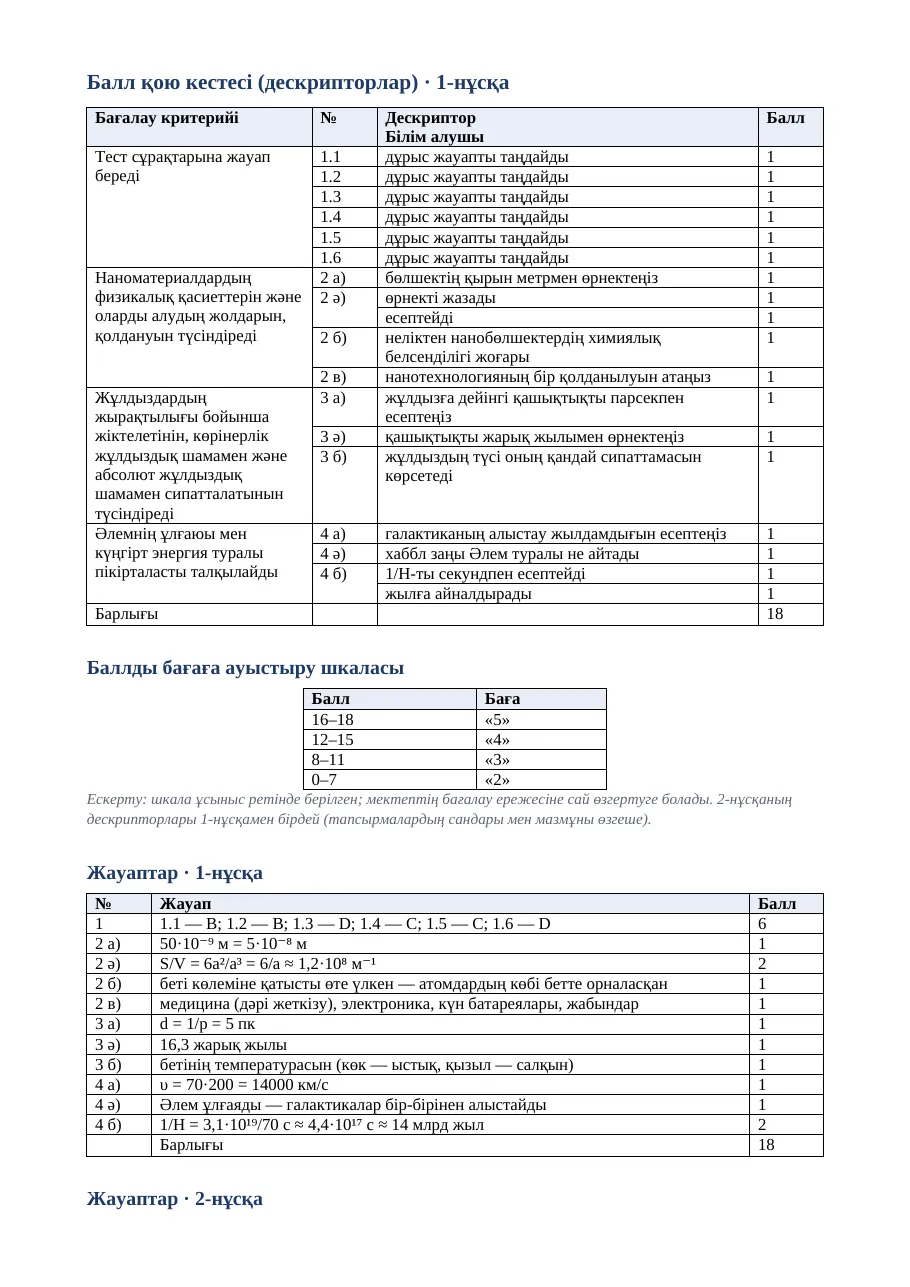 Балл қою кестесі (дескрипторлар) · 1-нұсқа
Бағалау критерийі № Дескриптор Балл
Білім алушы
Тест сұрақтарына жауап 1.1 дұрыс жауапты таңдайды 1
береді 1.2 дұрыс жауапты таңдайды 1
1.3 дұрыс жауапты таңдайды 1
1.4 дұрыс жауапты таңдайды 1
1.5 дұрыс жауапты таңдайды 1
1.6 дұрыс жауапты таңдайды 1
Наноматериалдардың 2 а) бөлшектің қырын метрмен өрнектеңіз 1
физикалық қасиеттерін және 2 ә) өрнекті жазады 1
оларды алудың жолдарын, есептейді 1
қолдануын түсіндіреді 2 б) неліктен нанобөлшектердің химиялық 1
белсенділігі жоғары
2 в) нанотехнологияның бір қолданылуын атаңыз 1
Жұлдыздардың 3 а) жұлдызға дейінгі қашықтықты парсекпен 1
жырақтылығы бойынша есептеңіз
жіктелетінін, көрінерлік 3 ә) қашықтықты жарық жылымен өрнектеңіз 1
жұлдыздық шамамен және 3 б) жұлдыздың түсі оның қандай сипаттамасын 1
абсолют жұлдыздық көрсетеді
шамамен сипатталатынын
түсіндіреді
Әлемнің ұлғаюы мен 4 а) галактиканың алыстау жылдамдығын есептеңіз 1
күңгірт энергия туралы 4 ә) хаббл заңы Әлем туралы не айтады 1
пікірталасты талқылайды 4 б) 1/H-ты секундпен есептейді 1
жылға айналдырады 1
Барлығы 18
Баллды бағаға ауыстыру шкаласы
Балл Баға
16–18 «5»
12–15 «4»
8–11 «3»
0–7 «2»
Ескерту: шкала ұсыныс ретінде берілген; мектептің бағалау ережесіне сай өзгертуге болады. 2-нұсқаның
дескрипторлары 1-нұсқамен бірдей (тапсырмалардың сандары мен мазмұны өзгеше).
Жауаптар · 1-нұсқа
№ Жауап Балл
1 1.1 — B; 1.2 — B; 1.3 — D; 1.4 — C; 1.5 — C; 1.6 — D 6
2 а) 50·10⁻⁹ м = 5·10⁻⁸ м 1
2 ә) S/V = 6a²/a³ = 6/a ≈ 1,2·10⁸ м⁻¹ 2
2 б) беті көлеміне қатысты өте үлкен — атомдардың көбі бетте орналасқан 1
2 в) медицина (дәрі жеткізу), электроника, күн батареялары, жабындар 1
3 а) d = 1/p = 5 пк 1
3 ә) 16,3 жарық жылы 1
3 б) бетінің температурасын (көк — ыстық, қызыл — салқын) 1
4 а) υ = 70·200 = 14000 км/с 1
4 ә) Әлем ұлғаяды — галактикалар бір-бірінен алыстайды 1
4 б) 1/H = 3,1·10¹⁹/70 с ≈ 4,4·10¹⁷ с ≈ 14 млрд жыл 2
Барлығы 18
Жауаптар · 2-нұсқа